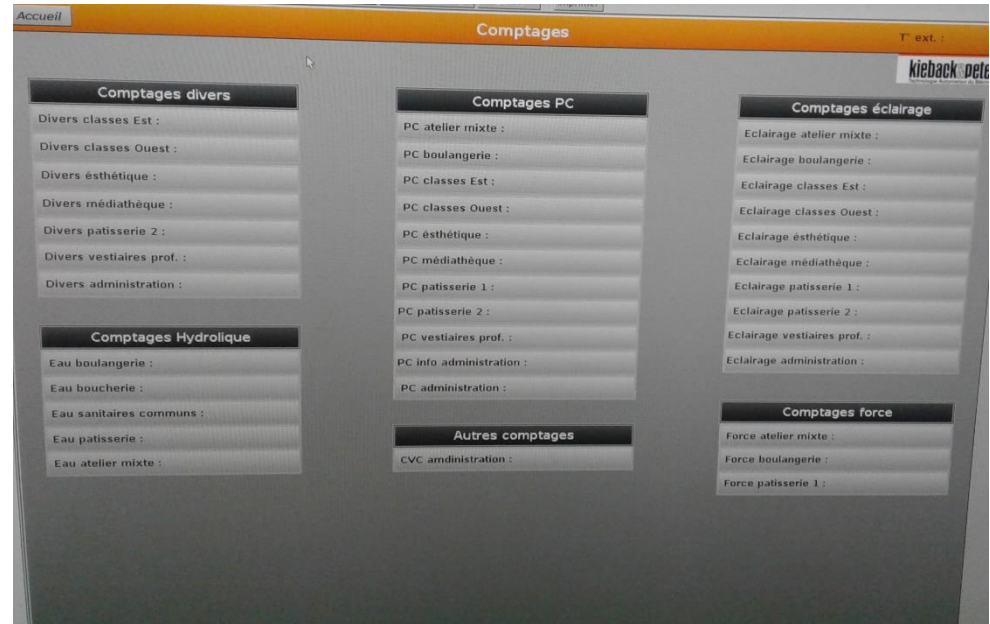 Accueil
Comptages
T° ext. :
kieback&pete
Comptages divers
Divers classes Est :
Divers classes Ouest :
Divers ésthétique :
Divers médiathèque :
Divers patisserie 2 :
Divers vestiaires prof. :
Divers administration :
Comptages Hydrolique
Eau boulangerie :
Eau boucherie :
Eau sanitaires communs :
Eau patisserie :
Eau atelier mixte :
Comptages PC
PC atelier mixte :
PC boulangerie :
PC classes Est :
PC classes Ouest :
PC ésthétique :
PC médiathèque :
PC patisserie 1 :
PC patisserie 2 :
PC vestiaires prof. :
PC info administration :
PC administration :
Autres comptages
CVC amdinistration :
Comptages éclairage
Eclairage atelier mixte :
Eclairage boulangerie :
Eclairage classes Est :
Eclairage classes Ouest :
Eclairage ésthétique :
Eclairage médiathèque :
Eclairage patisserie 1 :
Eclairage patisserie 2 :
Eclairage vestiaires prof. :
Eclairage administration :
Comptages force
Force atelier mixte :
Force boulangerie :
Force patisserie 1 :